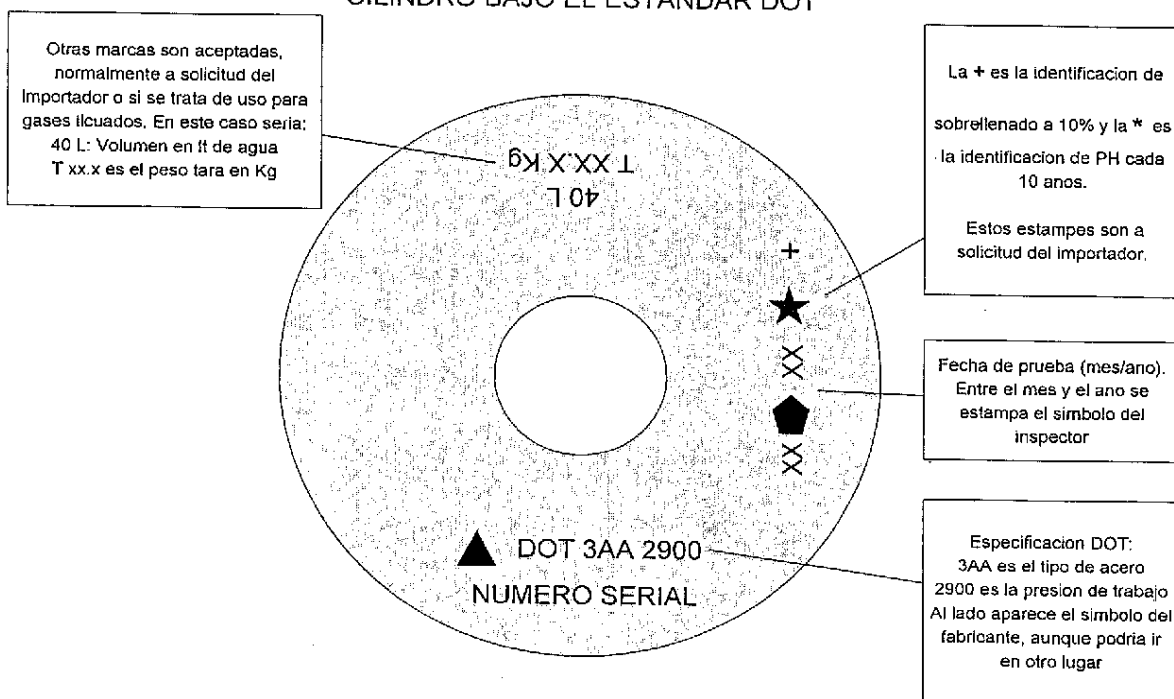 CILINDRO BAJO EL ESTANDAR DOT
Otras marcas son aceptadas,
normalmente a solicitud del
Importador o si se trata de uso para
gases ilcuados. En este caso seria:
40 L: Volumen en lt de agua
T xx.x es el peso tara en Kg
T XX.X Kg
40 L
La + es la identificacion de
sobrellenado a 10% y la * es
la identificacion de PH cada
10 anos.
Estos estampes son a
solicitud del importador.
+
XX
XX
Fecha de prueba (mes/ano).
Entre el mes y el ano se
estampa el simbolo del
inspector
DOT 3AA 2900
NUMERO SERIAL
Especificacion DOT:
3AA es el tipo de acero
2900 es la presion de trabajo
Al lado aparece el simbolo del
fabricante, aunque podria ir
en otro lugar